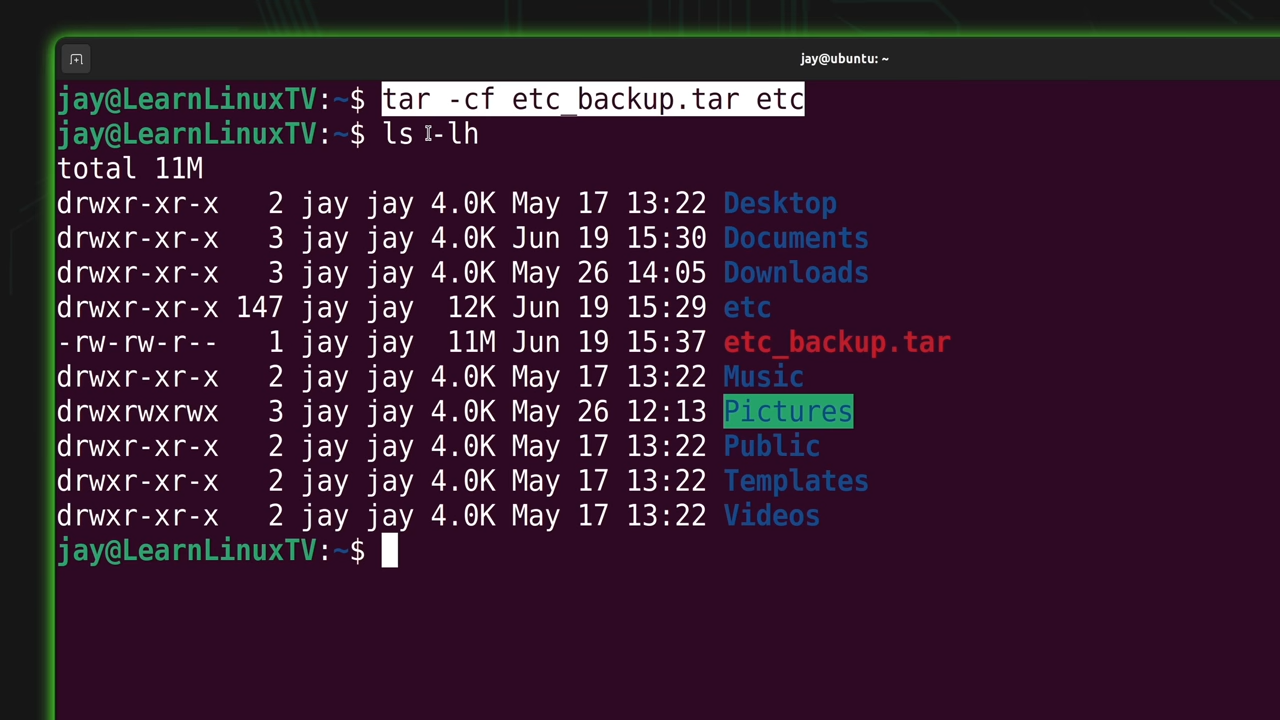 jay@ubuntu: ~
jay@LearnLinuxTV:~$ tar -cf etc_backup.tar etc
jay@LearnLinuxTV:~$ ls -lh
total 11M
drwxr-xr-x   2 jay jay 4.0K May 17 13:22 Desktop
drwxr-xr-x   3 jay jay 4.0K Jun 19 15:30 Documents
drwxr-xr-x   3 jay jay 4.0K May 26 14:05 Downloads
drwxr-xr-x 147 jay jay  12K Jun 19 15:29 etc
-rw-rw-r--   1 jay jay  11M Jun 19 15:37 etc_backup.tar
drwxr-xr-x   2 jay jay 4.0K May 17 13:22 Music
drwxrwxrwx   3 jay jay 4.0K May 26 12:13 Pictures
drwxr-xr-x   2 jay jay 4.0K May 17 13:22 Public
drwxr-xr-x   2 jay jay 4.0K May 17 13:22 Templates
drwxr-xr-x   2 jay jay 4.0K May 17 13:22 Videos
jay@LearnLinuxTV:~$